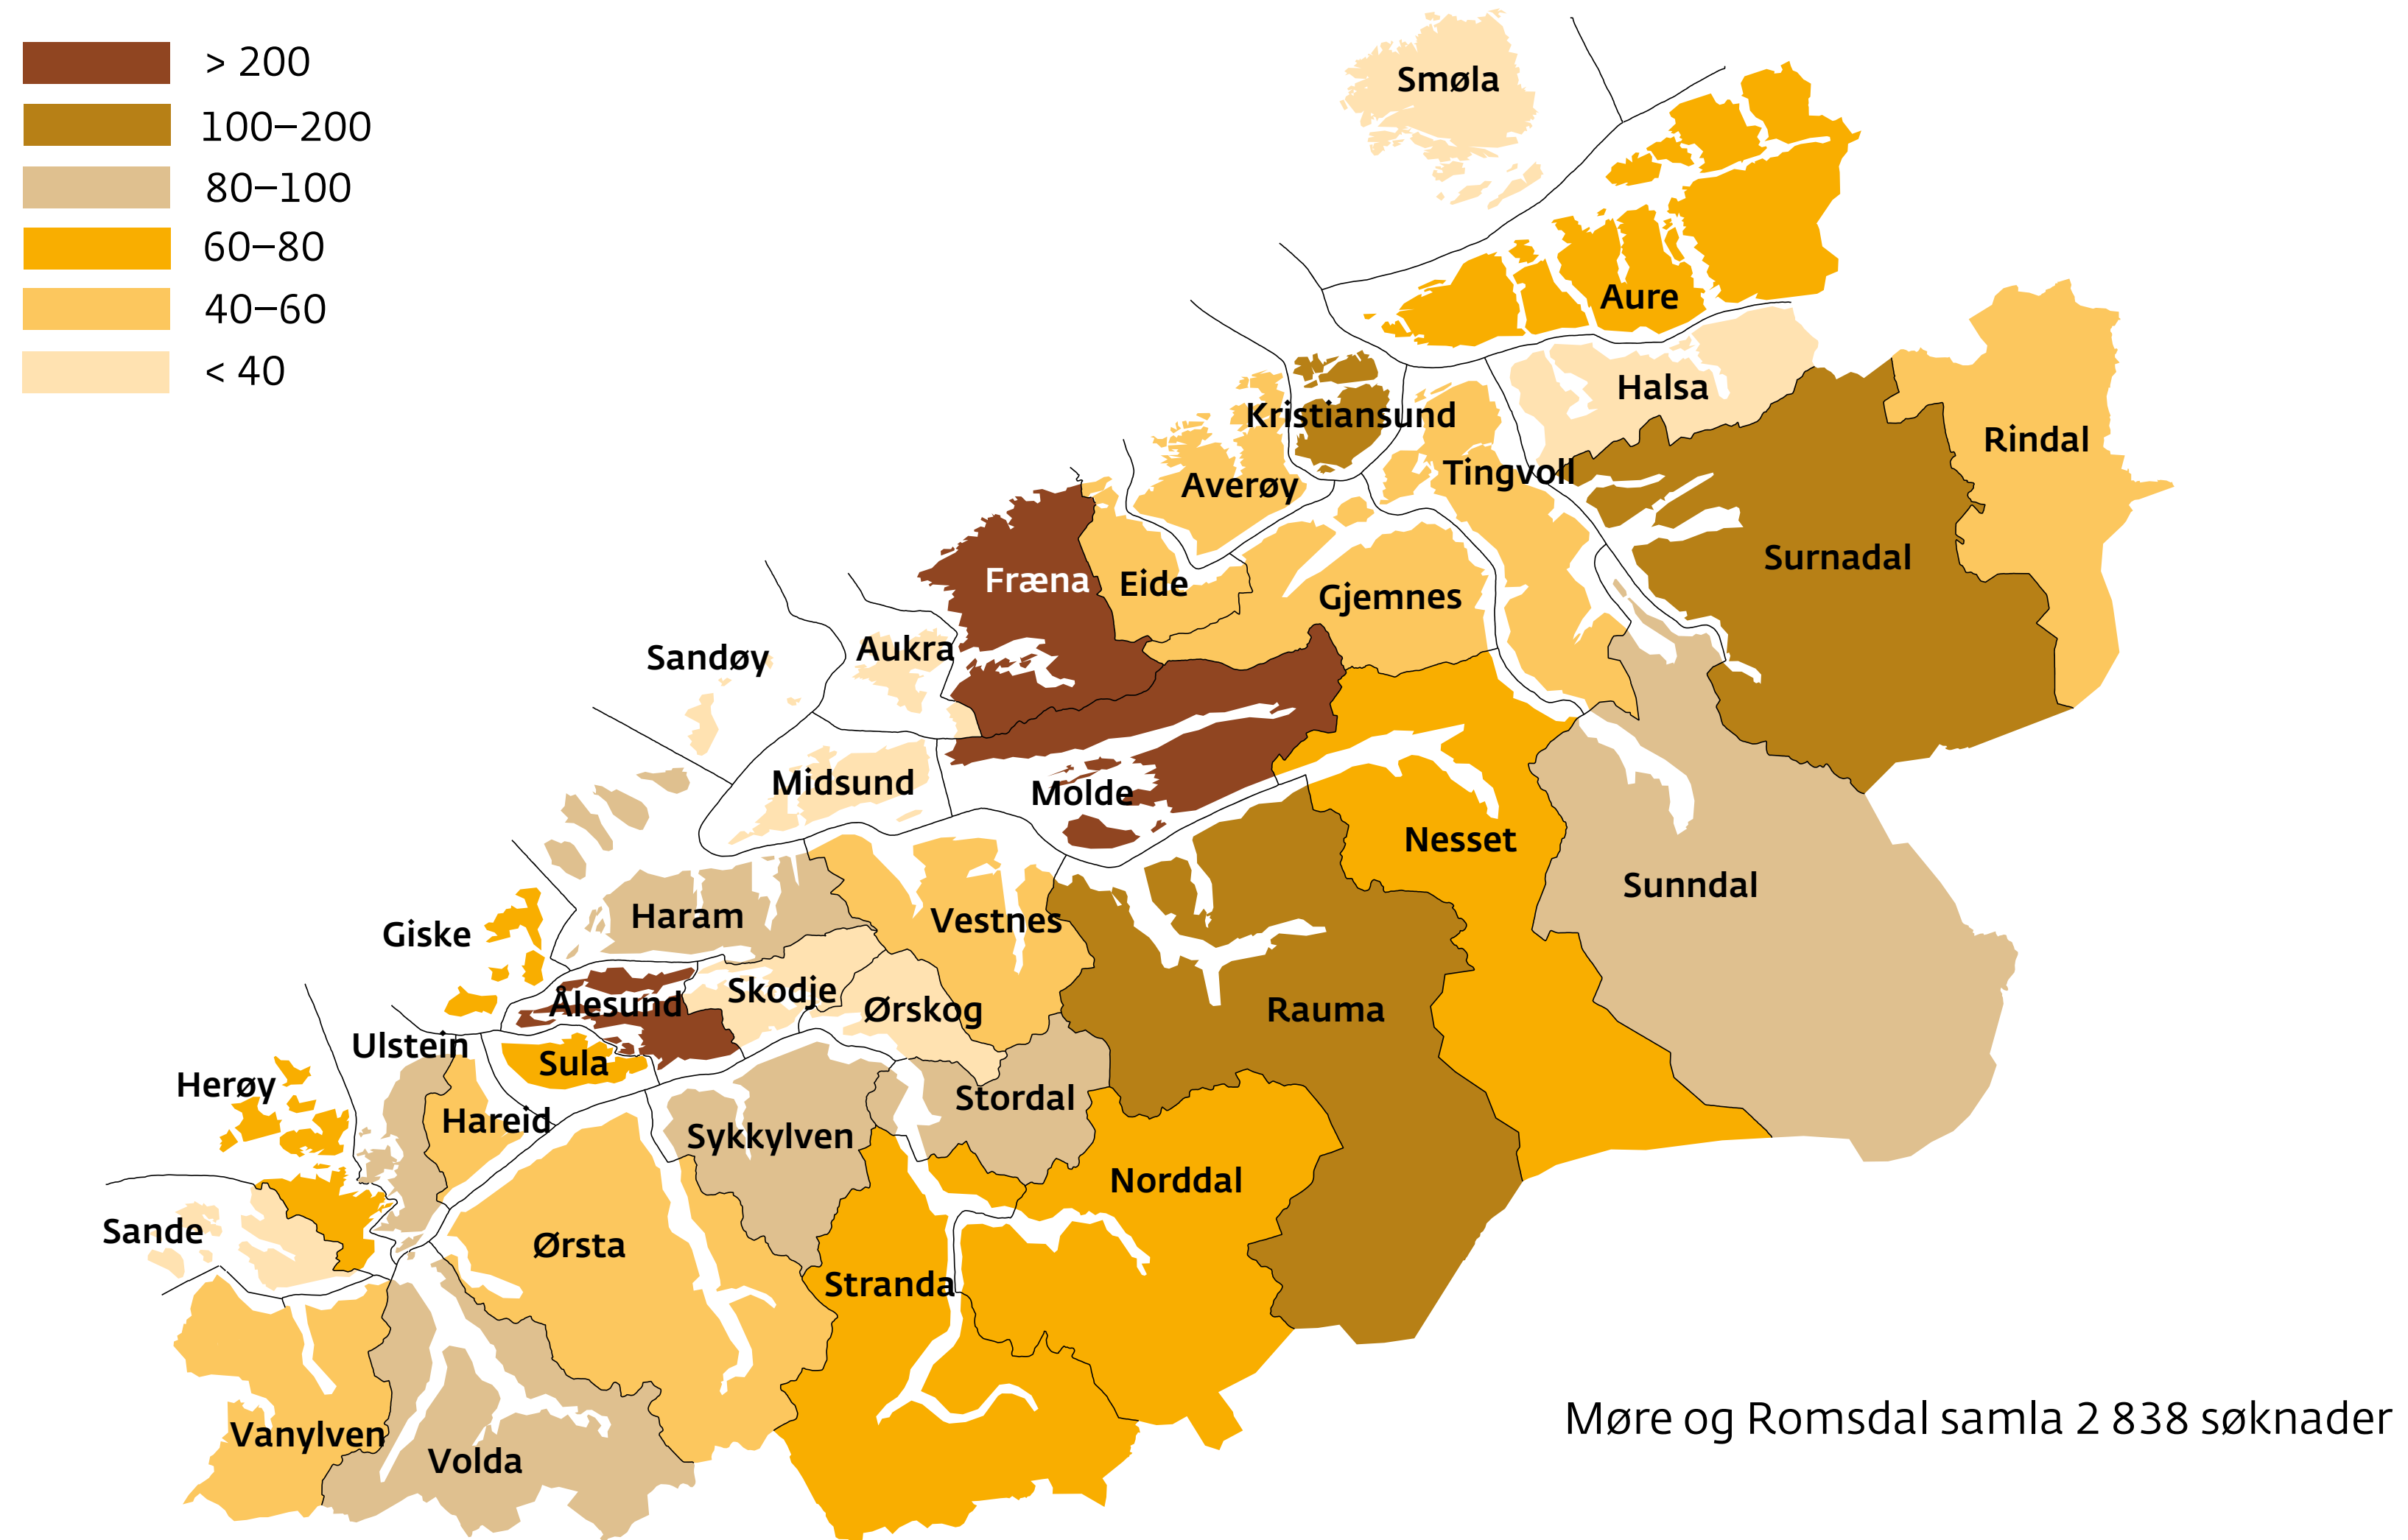 > 200
100–200
80–100
60–80
40–60
< 40
Smøla
Aure
Halsa
Kristiansund
Rindal
Tingvoll
Averøy
Surnadal
Fræna
Eide
Gjemnes
Aukra
Sandøy
Midsund
Molde
Nesset
Sunndal
Haram
Vestnes
Giske
Skodje
Ålesund
Ørskog
Rauma
Ulstein
Sula
Herøy
Stordal
Hareid
Sykkylven
Norddal
Sande
Ørsta
Stranda
Møre og Romsdal samla 2 838 søknader
Vanylven
Volda